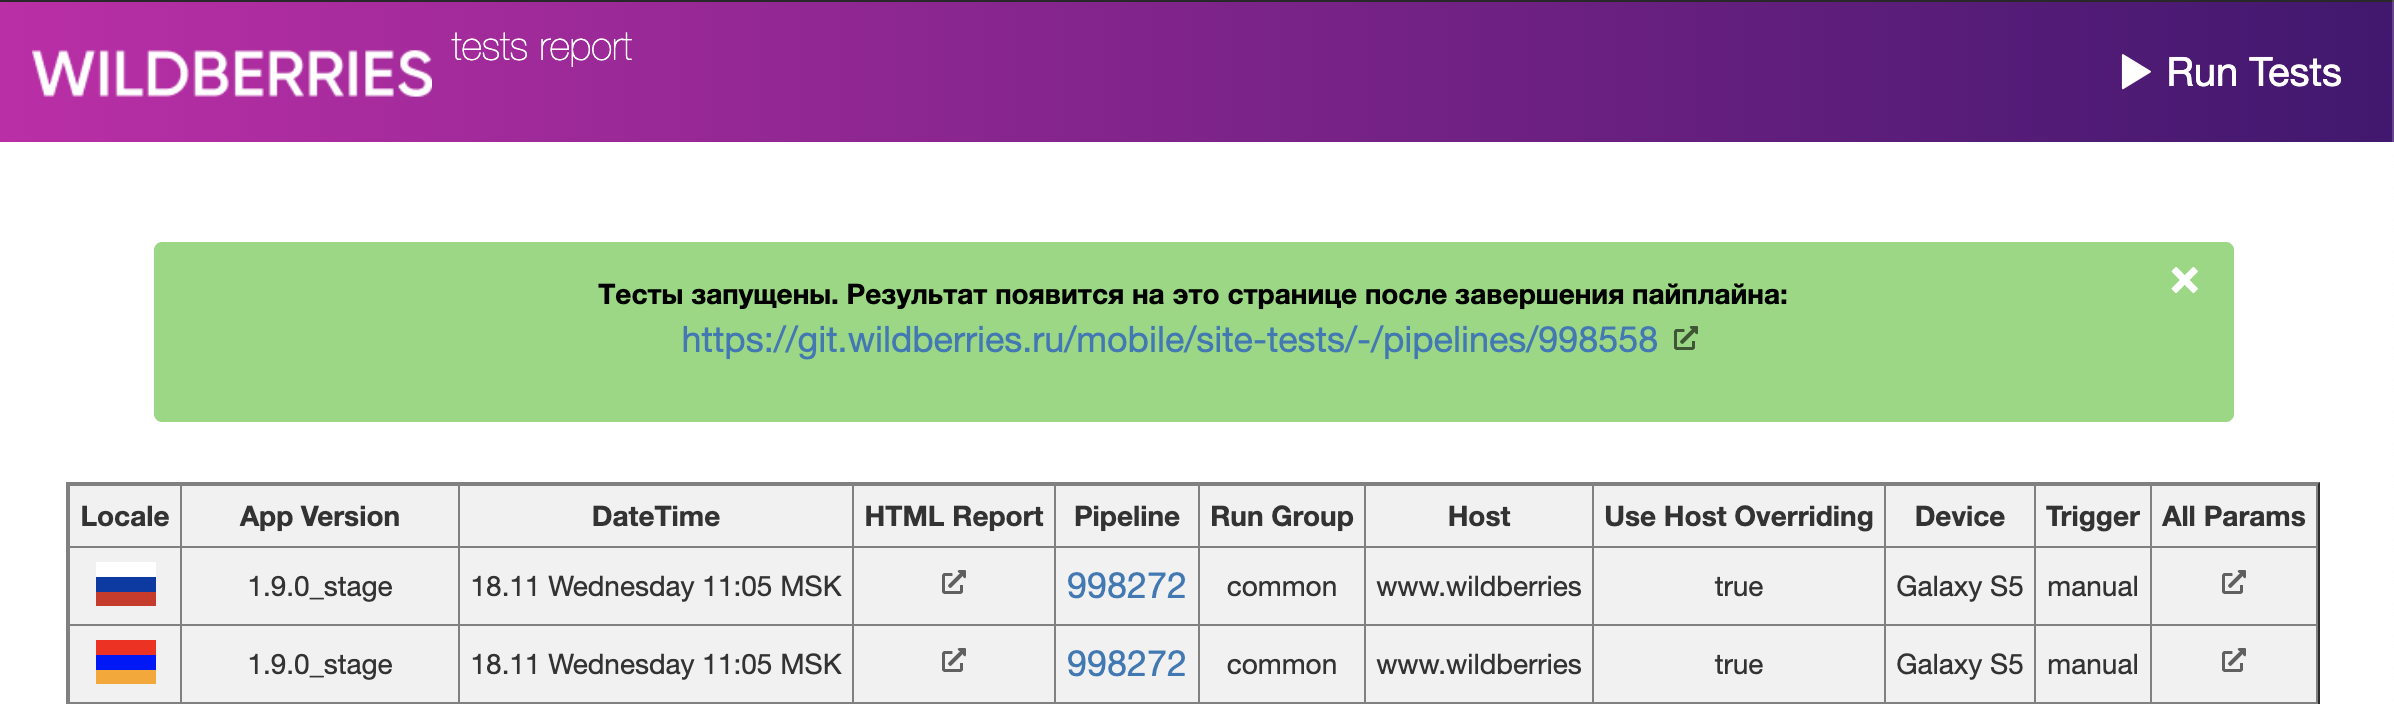 WILDBERRIES tests report
Run Tests
Тесты запущены. Результат появится на это странице после завершения пайплайна:
https://git.wildberries.ru/mobile/site-tests/-/pipelines/998558
Locale App Version DateTime HTML Report Pipeline Run Group Host Use Host Overriding Device Trigger All Params
1.9.0_stage 18.11 Wednesday 11:05 MSK 998272 common www.wildberries true Galaxy S5 manual
1.9.0_stage 18.11 Wednesday 11:05 MSK 998272 common www.wildberries true Galaxy S5 manual